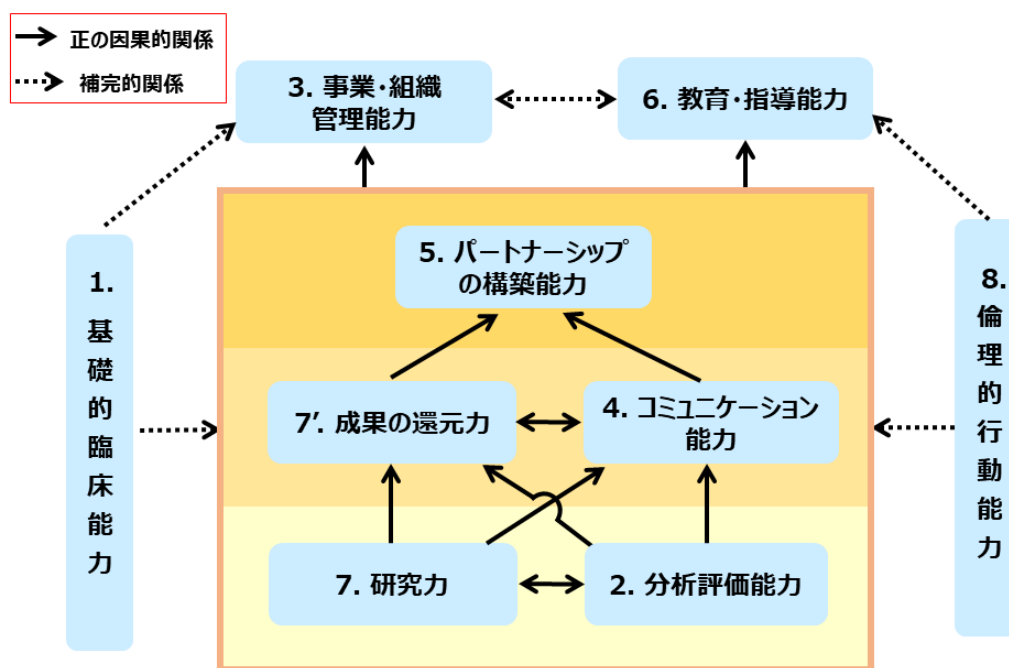 正の因果的関係
補完的関係
3. 事業・組織
管理能力
6. 教育・指導能力
5. パートナーシップ
の構築能力
1.
基
礎
的
臨
床
能
力
8.
倫
理
的
行
動
能
力
7’. 成果の還元力
4. コミュニケーション
能力
7. 研究力
2. 分析評価能力